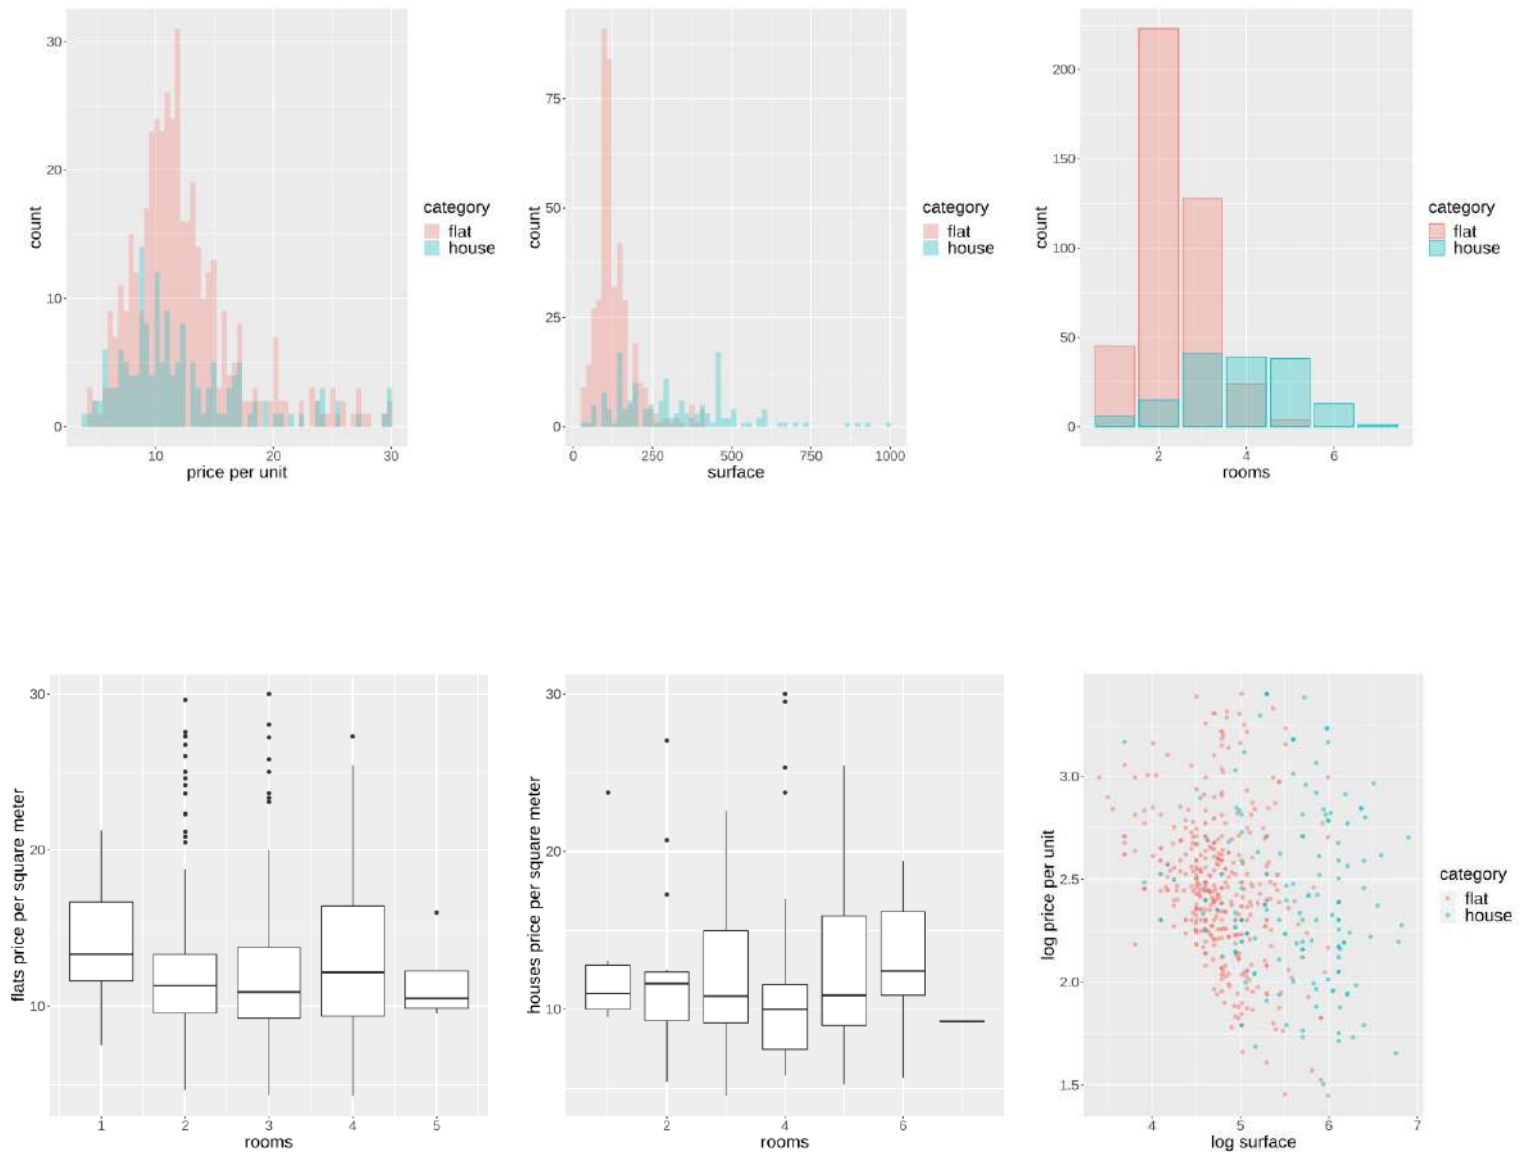 30
20
10
0
count
10 20 30
price per unit
category
flat
house
75
50
25
0
count
0 250 500 750 1000
surface
category
flat
house
200
150
100
50
0
count
2 4 6
rooms
category
flat
house
30
20
10
flats price per square meter
1 2 3 4 5
rooms
30
20
10
houses price per square meter
2 4 6
rooms
3.0
2.5
2.0
1.5
log price per unit
4 5 6 7
log surface
category
flat
house